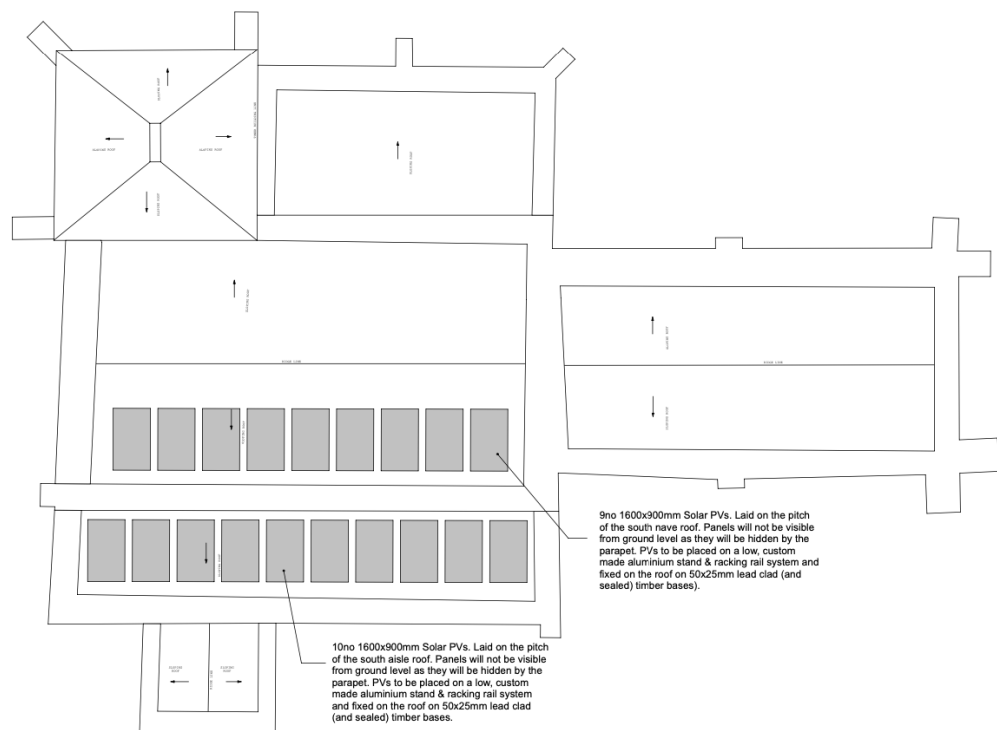 RIDGE LINE
RIDGE LINE
9no 1600x900mm Solar PVs. Laid on the pitch
of the south nave roof. Panels will not be visible
from ground level as they will be hidden by the
parapet. PVs to be placed on a low, custom
made aluminium stand & racking rail system and
fixed on the roof on 50x25mm lead clad (and
sealed) timber bases).
10no 1600x900mm Solar PVs. Laid on the pitch
of the south aisle roof. Panels will not be visible
from ground level as they will be hidden by the
parapet. PVs to be placed on a low, custom
made aluminium stand & racking rail system
and fixed on the roof on 50x25mm lead clad
(and sealed) timber bases.